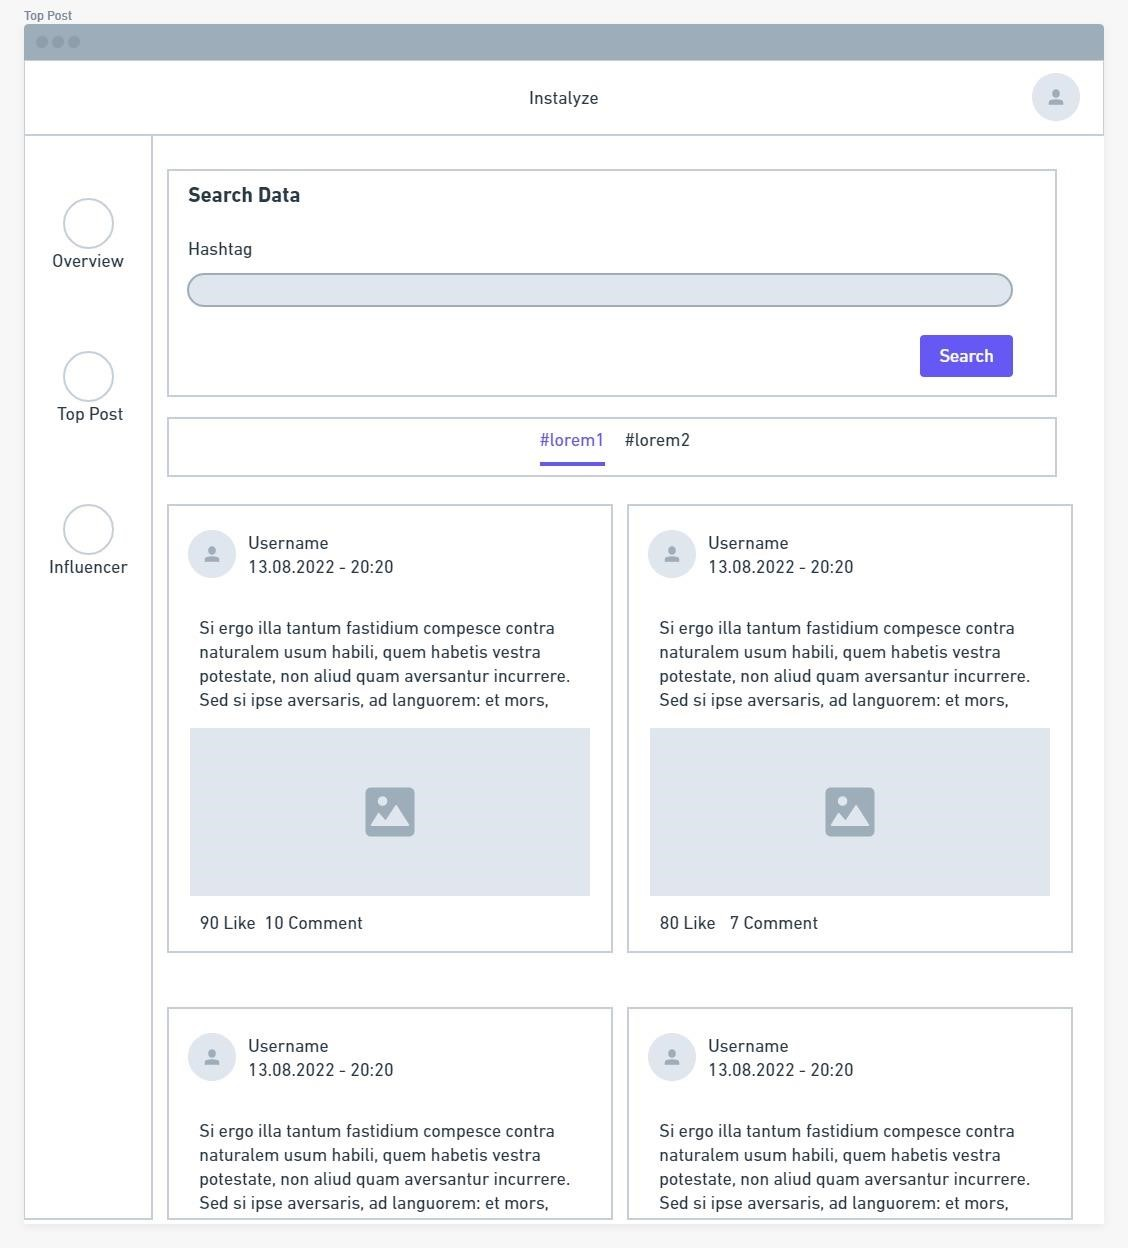 Top Post
Instalyze
Search Data
Hashtag
Search
Overview
Top Post
Influencer
#lorem1 #lorem2
Username
13.08.2022 - 20:20
Si ergo illa tantum fastidium compesce contra
naturalem usum habili, quem habetis vestra
potestate, non aliud quam aversantur incurrere.
Sed si ipse aversaris, ad languorem: et mors,
90 Like 10 Comment
Username
13.08.2022 - 20:20
Si ergo illa tantum fastidium compesce contra
naturalem usum habili, quem habetis vestra
potestate, non aliud quam aversantur incurrere.
Sed si ipse aversaris, ad languorem: et mors,
80 Like 7 Comment
Username
13.08.2022 - 20:20
Si ergo illa tantum fastidium compesce contra
naturalem usum habili, quem habetis vestra
potestate, non aliud quam aversantur incurrere.
Sed si ipse aversaris, ad languorem: et mors,
Username
13.08.2022 - 20:20
Si ergo illa tantum fastidium compesce contra
naturalem usum habili, quem habetis vestra
potestate, non aliud quam aversantur incurrere.
Sed si ipse aversaris, ad languorem: et mors,